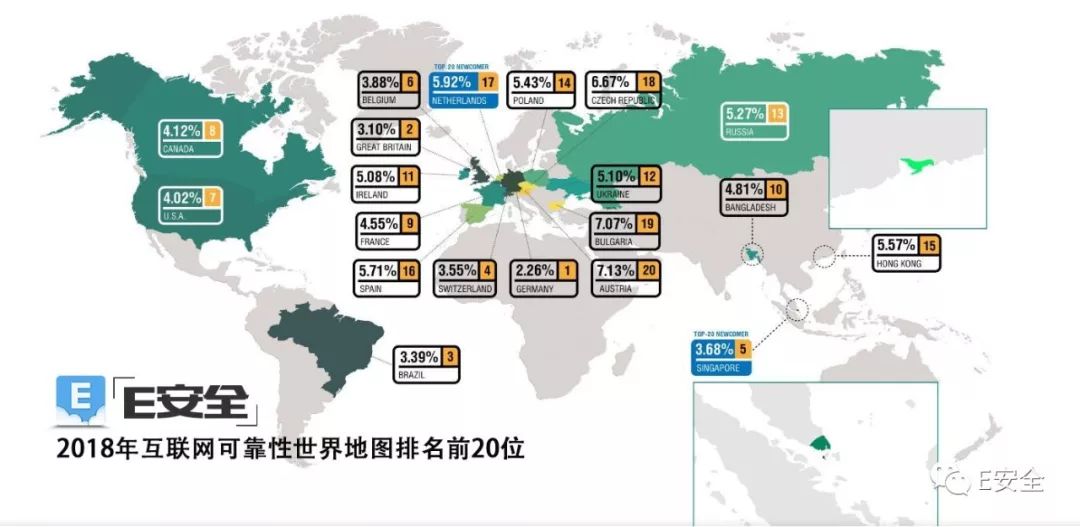 TOP-20 NEWCOMER
3.88% 6
BELGIUM
5.92% 17
NETHERLANDS
5.43% 14
POLAND
6.67% 18
CZECH REPUBLIC
4.12% 8
CANADA
3.10% 2
GREAT BRITAIN
5.27% 13
RUSSIA
4.02% 7
U.S.A.
5.08% 11
IRELAND
5.10% 12
UKRAINE
4.81% 10
BANGLADESH
4.55% 9
FRANCE
7.07% 19
BULGARIA
5.57% 15
HONG KONG
5.71% 16
SPAIN
3.55% 4
SWITZERLAND
2.26% 1
GERMANY
7.13% 20
AUSTRIA
TOP-20 NEWCOMER
3.68% 5
SINGAPORE
3.39% 3
BRAZIL
E「E安全」
2018年互联网可靠性世界地图排名前20位
E安全